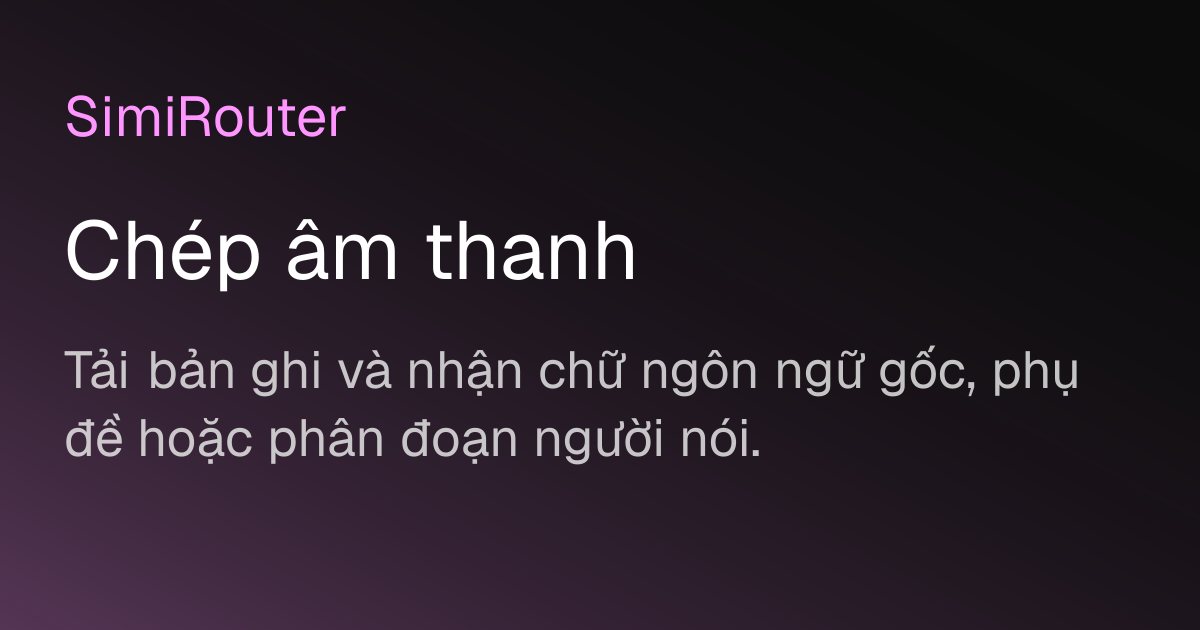 SimiRouter
Chép âm thanh
Tải bản ghi và nhận chữ ngôn ngữ gốc, phụ
đề hoặc phân đoạn người nói.